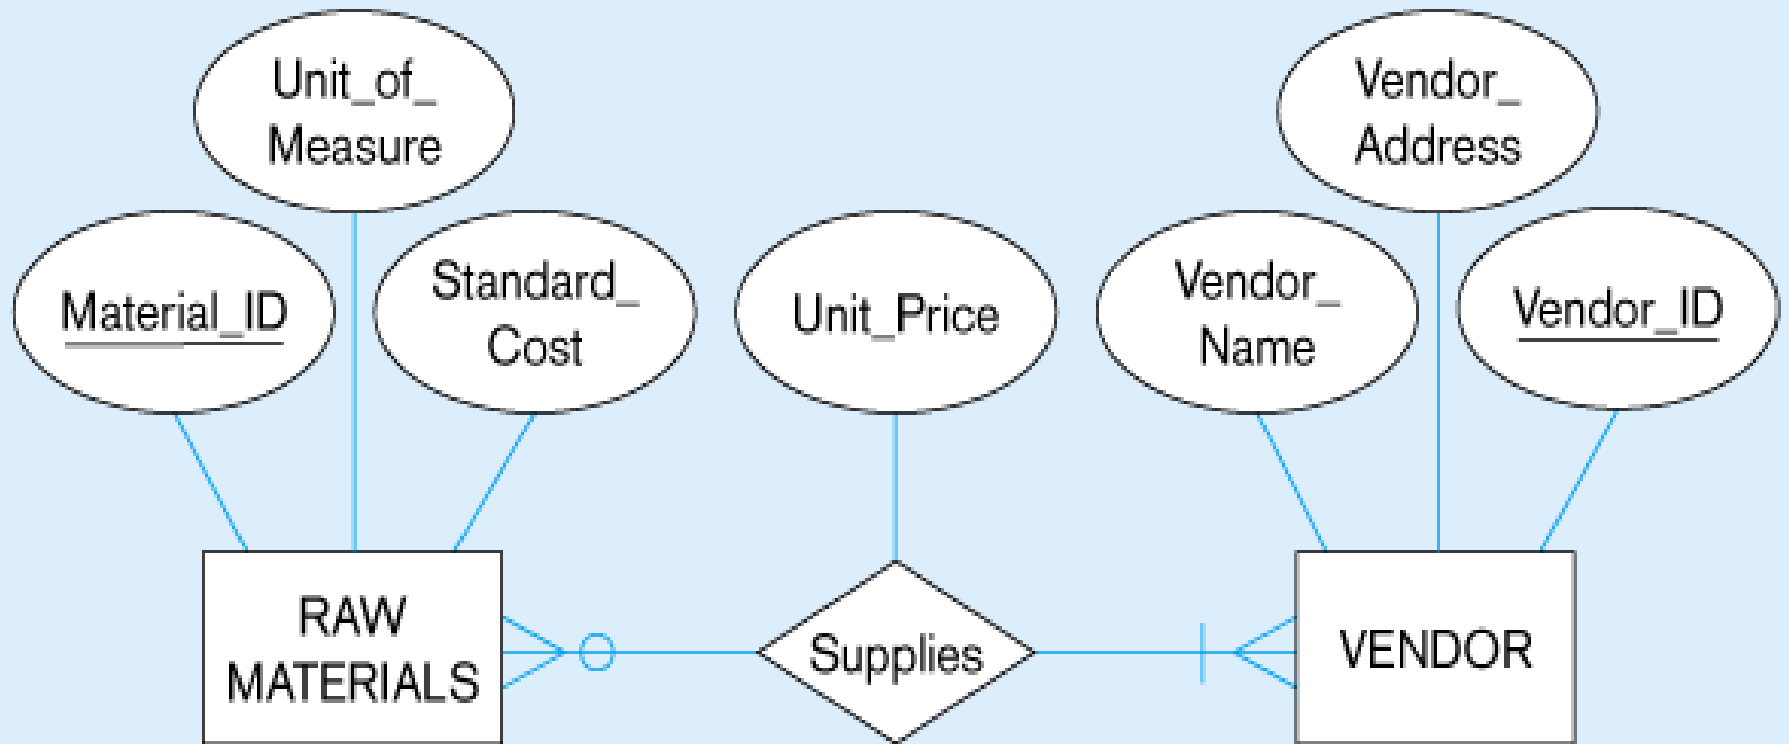 Unit_of_
Measure
Vendor_
Address
Material_ID
Standard_
Cost
Unit_Price
Vendor_
Name
Vendor_ID
RAW
MATERIALS
Supplies
VENDOR